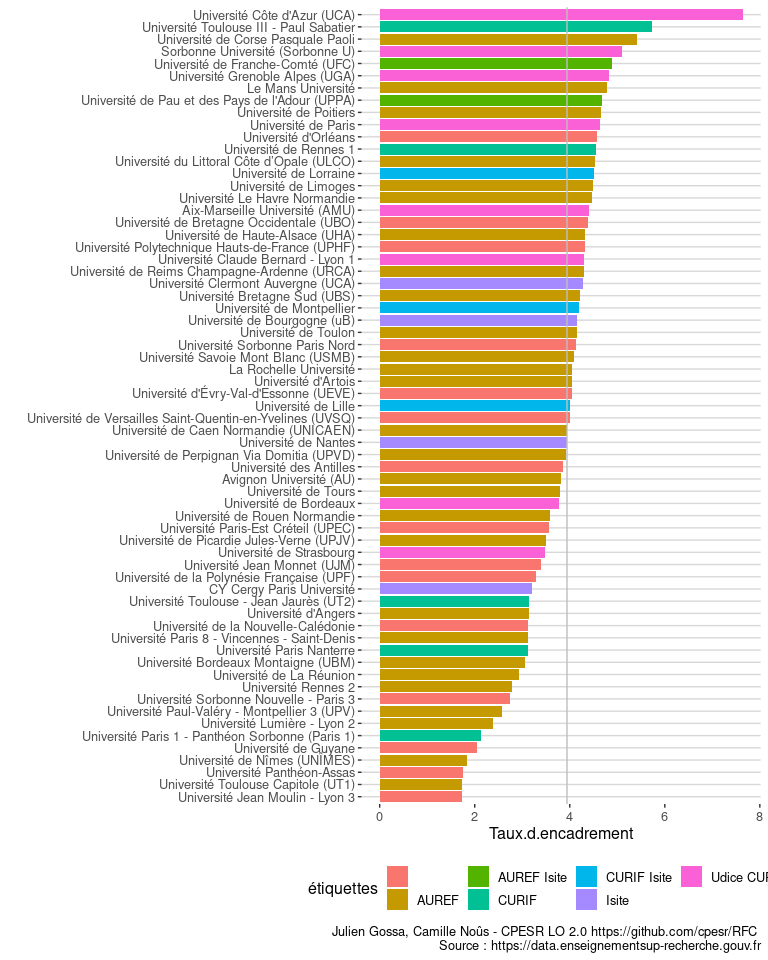 Université Côte d'Azur (UCA)
Université Toulouse III - Paul Sabatier
Université de Corse Pasquale Paoli
Sorbonne Université (Sorbonne U)
Université de Franche-Comté (UFC)
Université Grenoble Alpes (UGA)
Le Mans Université
Université de Pau et des Pays de l'Adour (UPPA)
Université de Poitiers
Université de Paris
Université d'Orléans
Université de Rennes 1
Université du Littoral Côte d’Opale (ULCO)
Université de Lorraine
Université de Limoges
Université Le Havre Normandie
Aix-Marseille Université (AMU)
Université de Bretagne Occidentale (UBO)
Université de Haute-Alsace (UHA)
Université Polytechnique Hauts-de-France (UPHF)
Université Claude Bernard - Lyon 1
Université de Reims Champagne-Ardenne (URCA)
Université Clermont Auvergne (UCA)
Université Bretagne Sud (UBS)
Université de Montpellier
Université de Bourgogne (uB)
Université de Toulon
Université Sorbonne Paris Nord
Université Savoie Mont Blanc (USMB)
La Rochelle Université
Université d'Artois
Université d'Évry-Val-d'Essonne (UEVE)
Université de Lille
Université de Versailles Saint-Quentin-en-Yvelines (UVSQ)
Université de Caen Normandie (UNICAEN)
Université de Nantes
Université de Perpignan Via Domitia (UPVD)
Université des Antilles
Avignon Université (AU)
Université de Tours
Université de Bordeaux
Université de Rouen Normandie
Université Paris-Est Créteil (UPEC)
Université de Picardie Jules-Verne (UPJV)
Université de Strasbourg
Université Jean Monnet (UJM)
Université de la Polynésie Française (UPF)
CY Cergy Paris Université
Université Toulouse - Jean Jaurès (UT2)
Université d'Angers
Université de la Nouvelle-Calédonie
Université Paris 8 - Vincennes - Saint-Denis
Université Paris Nanterre
Université Bordeaux Montaigne (UBM)
Université de La Réunion
Université Rennes 2
Université Sorbonne Nouvelle - Paris 3
Université Paul-Valéry - Montpellier 3 (UPV)
Université Lumière - Lyon 2
Université Paris 1 - Panthéon Sorbonne (Paris 1)
Université de Guyane
Université de Nîmes (UNIMES)
Université Panthéon-Assas
Université Toulouse Capitole (UT1)
Université Jean Moulin - Lyon 3
0 2 4 6 8
Taux.d.encadrement
étiquettes
AUREF
AUREF Isite
CURIF
CURIF Isite
Isite
Udice CUR
Julien Gossa, Camille Noûs - CPESR LO 2.0 https://github.com/cpesr/RFC
Source : https://data.enseignementsup-recherche.gouv.fr